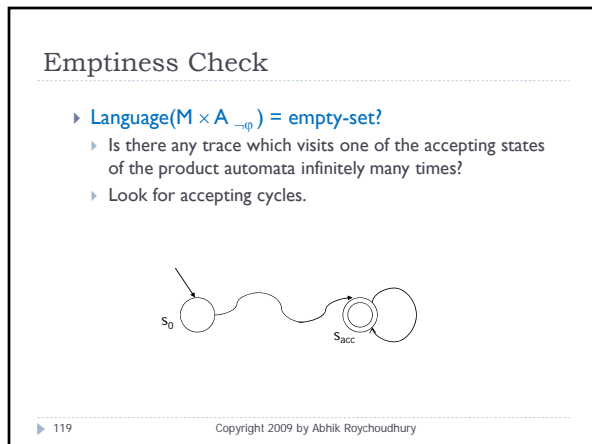 Emptiness Check
Language(M × A ¬φ ) = empty-set?
Is there any trace which visits one of the accepting states
of the product automata infinitely many times?
Look for accepting cycles.
s0
sacc
119
Copyright 2009 by Abhik Roychoudhury